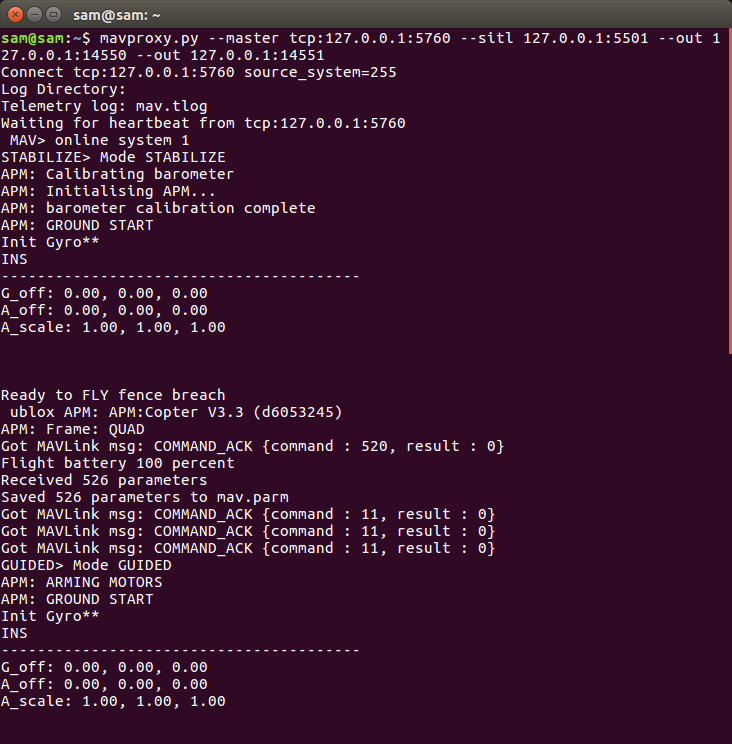 sam@sam: ~
sam@sam:~$ mavproxy.py --master tcp:127.0.0.1:5760 --sitl 127.0.0.1:5501 --out 1
27.0.0.1:14550 --out 127.0.0.1:14551
Connect tcp:127.0.0.1:5760 source_system=255
Log Directory:
Telemetry log: mav.tlog
Waiting for heartbeat from tcp:127.0.0.1:5760
 MAV> online system 1
STABILIZE> Mode STABILIZE
APM: Calibrating barometer
APM: Initialising APM...
APM: barometer calibration complete
APM: GROUND START
Init Gyro**
INS
----------------------------------------
G_off: 0.00, 0.00, 0.00
A_off: 0.00, 0.00, 0.00
A_scale: 1.00, 1.00, 1.00
Ready to FLY fence breach
 ublox APM: APM:Copter V3.3 (d6053245)
APM: Frame: QUAD
Got MAVLink msg: COMMAND_ACK {command : 520, result : 0}
Flight battery 100 percent
Received 526 parameters
Saved 526 parameters to mav.parm
Got MAVLink msg: COMMAND_ACK {command : 11, result : 0}
Got MAVLink msg: COMMAND_ACK {command : 11, result : 0}
Got MAVLink msg: COMMAND_ACK {command : 11, result : 0}
GUIDED> Mode GUIDED
APM: ARMING MOTORS
APM: GROUND START
Init Gyro**
INS
----------------------------------------
G_off: 0.00, 0.00, 0.00
A_off: 0.00, 0.00, 0.00
A_scale: 1.00, 1.00, 1.00